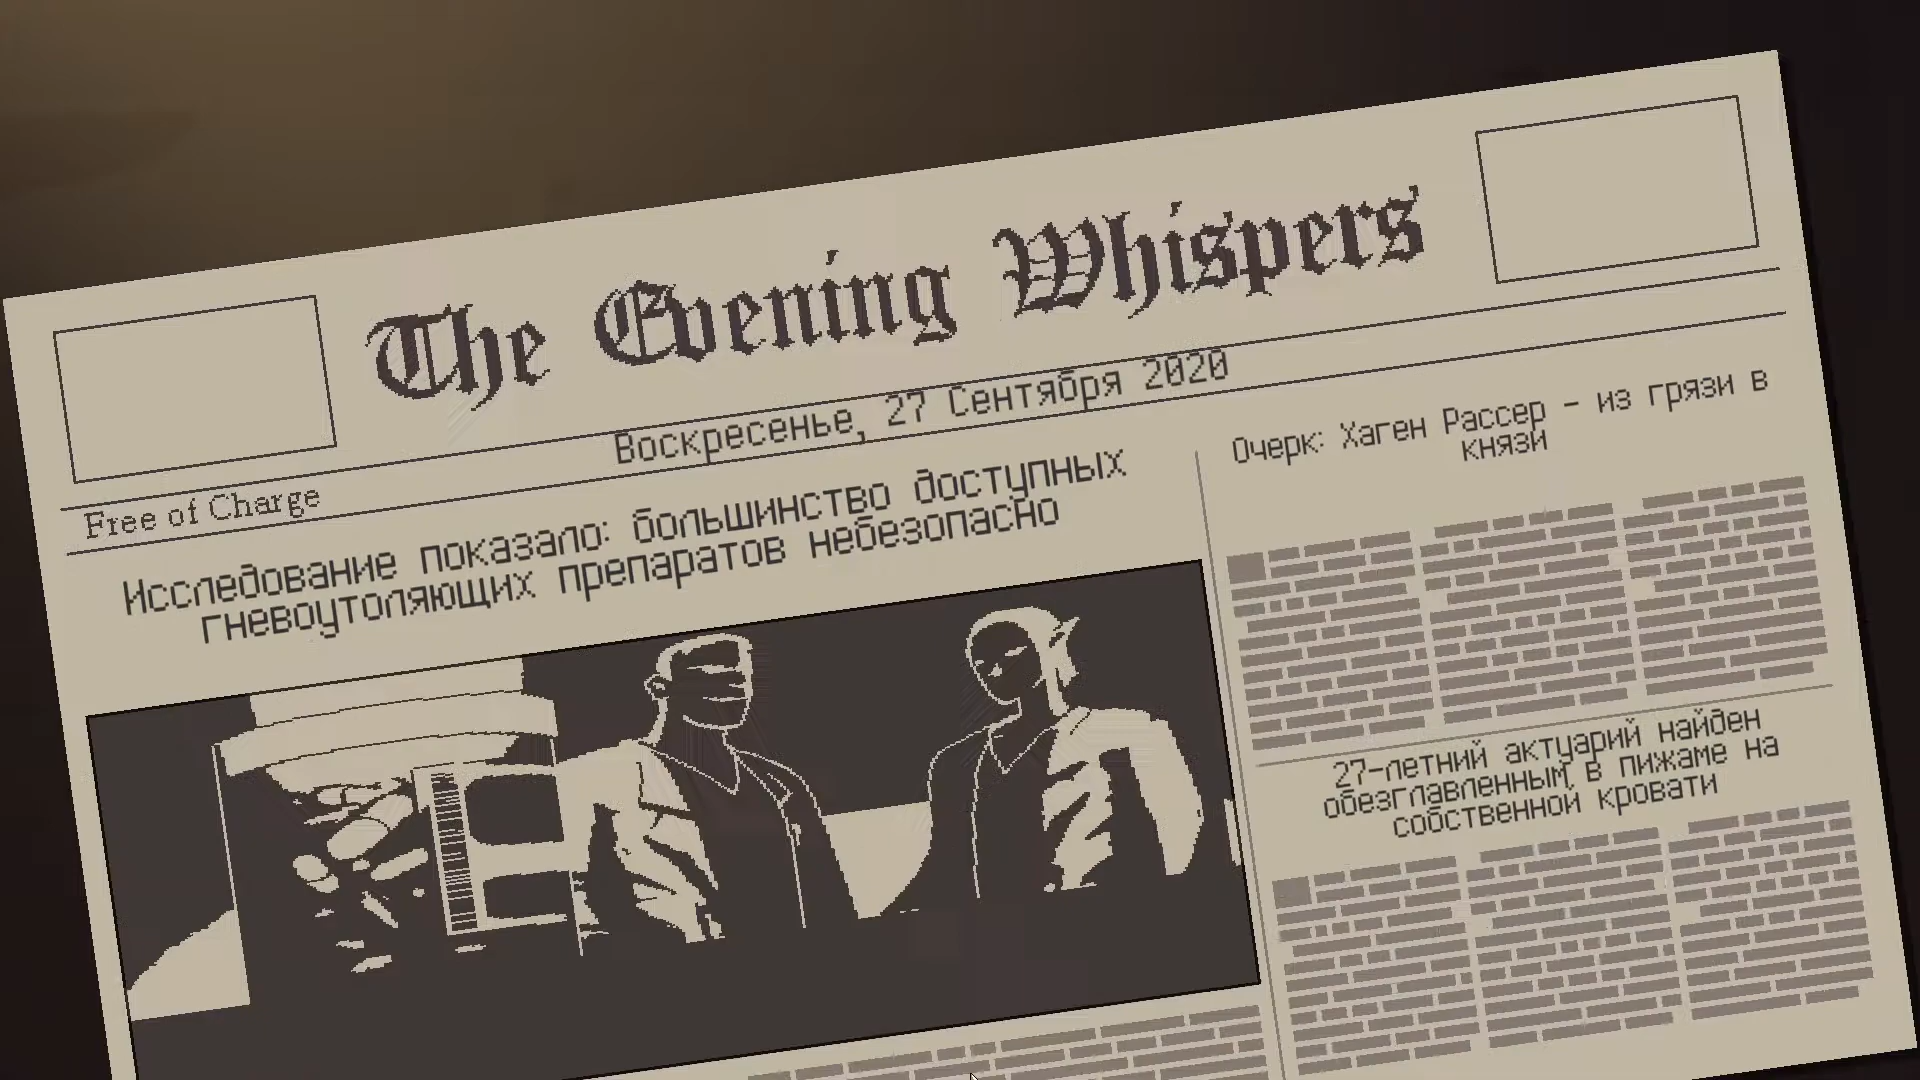 The Evening Whispers
Воскресенье, 27 Сентября 2020
Free of Charge
Исследование показало: большинство доступных
гневоутоляющих препаратов небезопасно
Очерк: Хаген Рассер - из грязи в
князи
27-летний актуарий найден
обезглавленным в пижаме на
собственной кровати